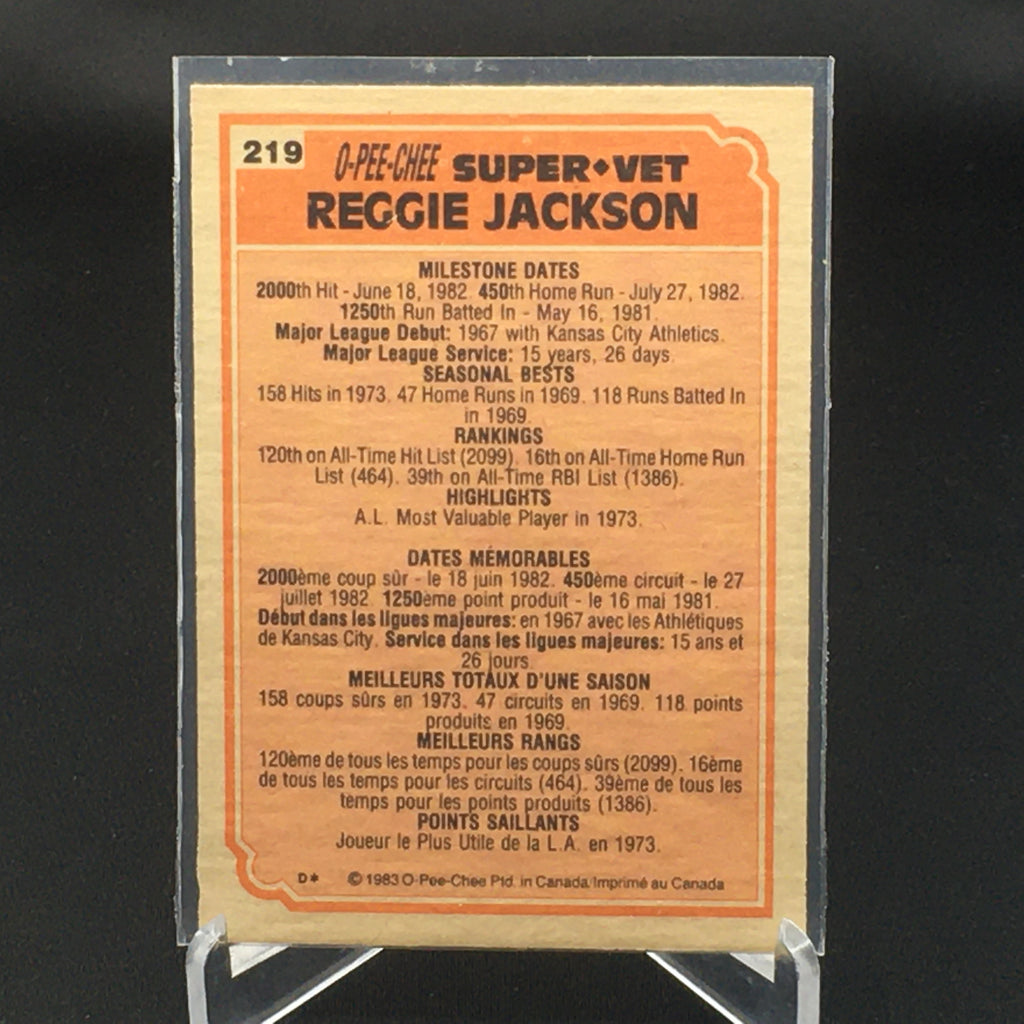 219
O-PEE-CHEE SUPER♦VET
REGGIE JACKSON
MILESTONE DATES
2000th Hit - June 18, 1982. 450th Home Run - July 27, 1982.
1250th Run Batted In - May 16, 1981.
Major League Debut: 1967 with Kansas City Athletics.
Major League Service: 15 years, 26 days.
SEASONAL BESTS
158 Hits in 1973. 47 Home Runs in 1969. 118 Runs Batted In
in 1969.
RANKINGS
120th on All-Time Hit List (2099). 16th on All-Time Home Run
List (464). 39th on All-Time RBI List (1386).
HIGHLIGHTS
A.L. Most Valuable Player in 1973.
DATES MÉMORABLES
2000ème coup sûr - le 18 juin 1982. 450ème circuit - le 27
juillet 1982. 1250ème point produit - le 16 mai 1981.
Début dans les ligues majeures: en 1967 avec les Athlétiques
de Kansas City. Service dans les ligues majeures: 15 ans et
26 jours.
MEILLEURS TOTAUX D'UNE SAISON
158 coups sûrs en 1973. 47 circuits en 1969. 118 points
produits en 1969.
MEILLEURS RANGS
120ème de tous les temps pour les coups sûrs (2099). 16ème
de tous les temps pour les circuits (464). 39ème de tous les
temps pour les points produits (1386).
POINTS SAILLANTS
Joueur le Plus Utile de la L.A. en 1973.
D* © 1983 O-Pee-Chee Ptd. in Canada/Imprimé au Canada